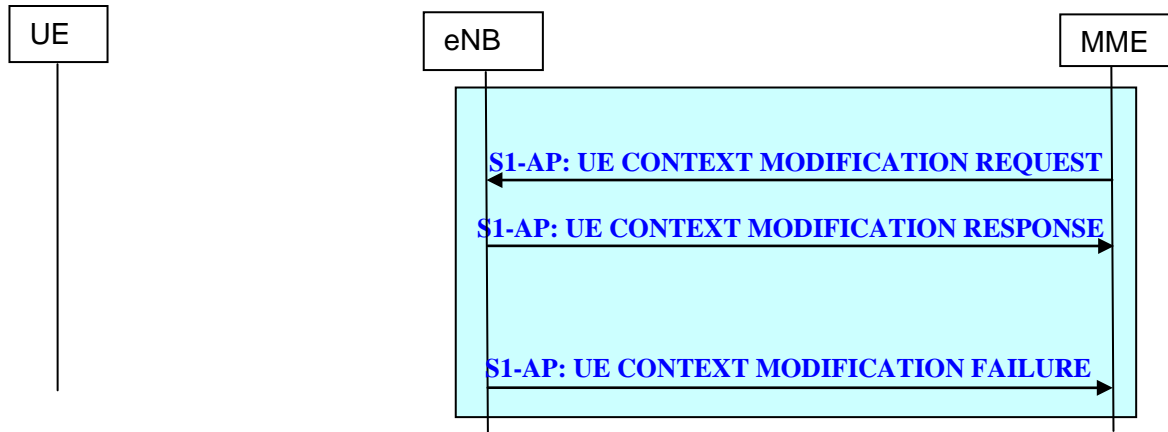 UE
eNB
MME
S1-AP: UE CONTEXT MODIFICATION REQUEST
S1-AP: UE CONTEXT MODIFICATION RESPONSE
S1-AP: UE CONTEXT MODIFICATION FAILURE